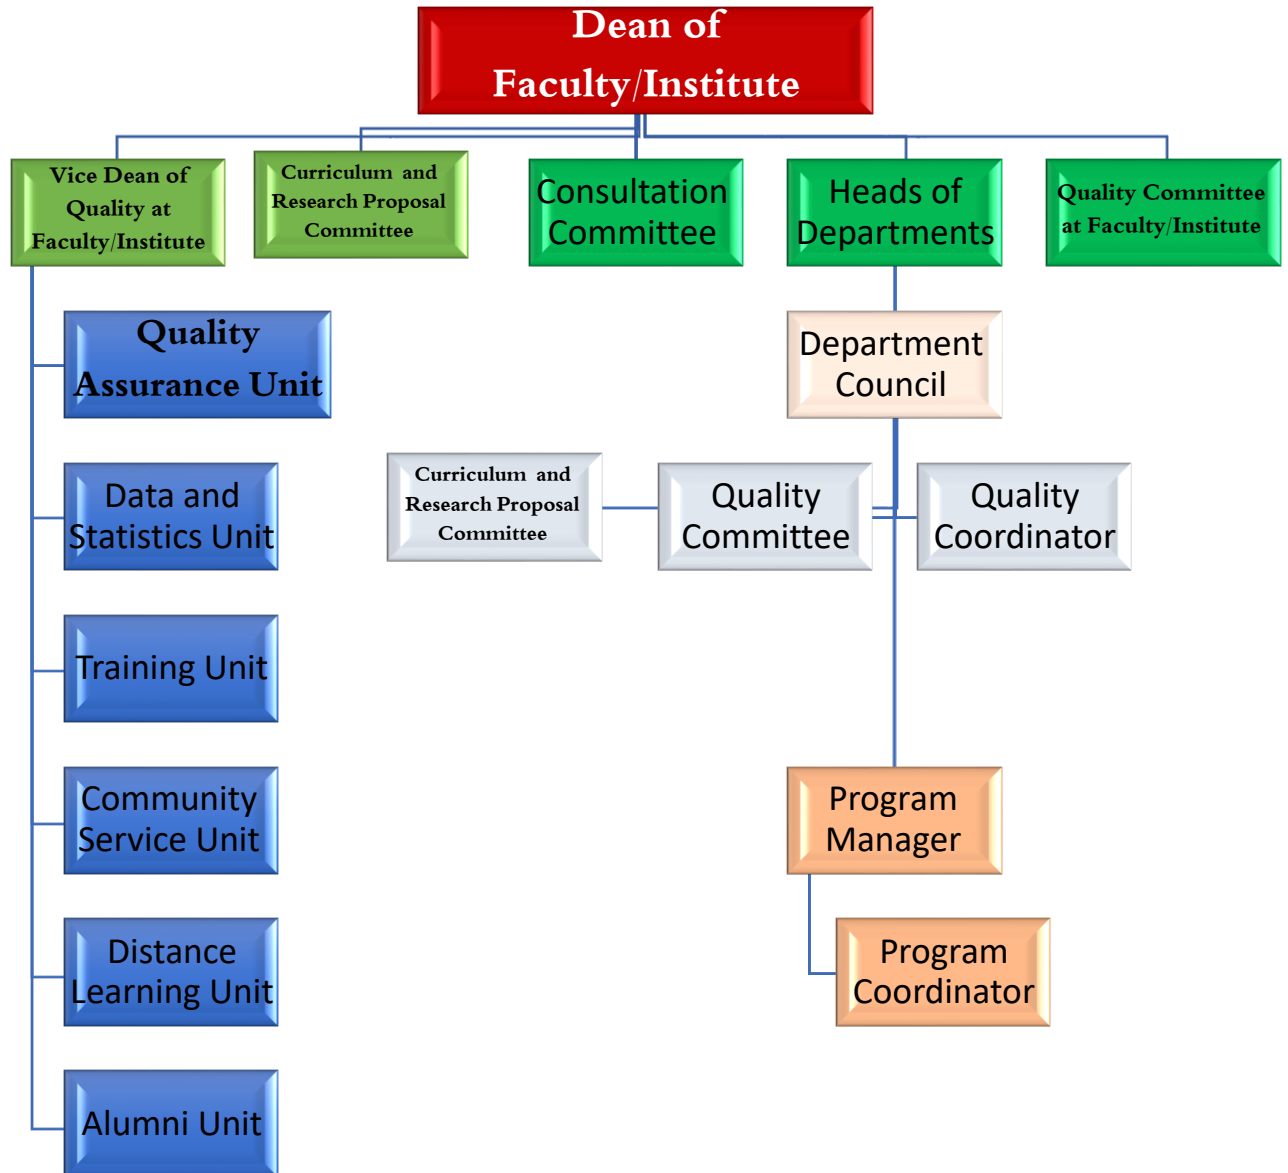 Dean of
Faculty/Institute
Vice Dean of
Quality at
Faculty/Institute
Curriculum and
Research Proposal
Committee
Consultation
Committee
Heads of
Departments
Quality Committee
at Faculty/Institute
Quality
Assurance Unit
Department
Council
Data and
Statistics Unit
Curriculum and
Research Proposal
Committee
Quality
Committee
Quality
Coordinator
Training Unit
Community
Service Unit
Program
Manager
Distance
Learning Unit
Program
Coordinator
Alumni Unit